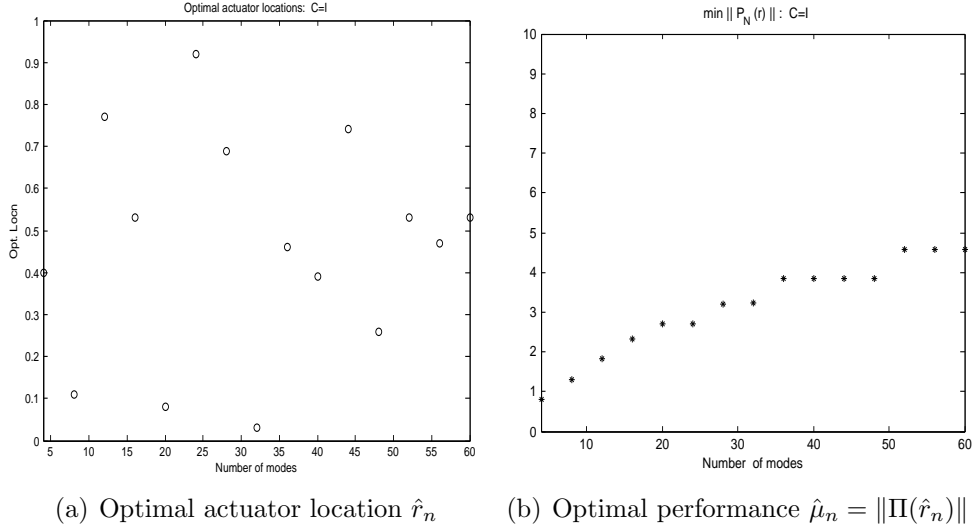 Optimal actuator locations: C=I
Opt. Locn
1
0.9
0.8
0.7
0.6
0.5
0.4
0.3
0.2
0.1
0
5 10 15 20 25 30 35 40 45 50 55 60
Number of modes
(a) Optimal actuator location r̂_n
min || P_N (r) || : C=I
10
9
8
7
6
5
4
3
2
1
0
10 20 30 40 50 60
Number of modes
(b) Optimal performance μ̂_n = ‖Π(r̂_n)‖